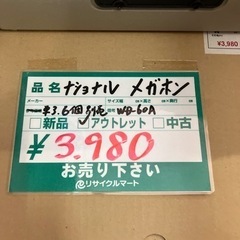 ¥3,980
品名 ナショナル メガホン
メーカー サイズ 幅 cm×高さ cm×奥行 cm
単3.6個別売 WB-60A
□新品 ☑アウトレット □中古
¥3,980
お売り下さい
リサイクルマート